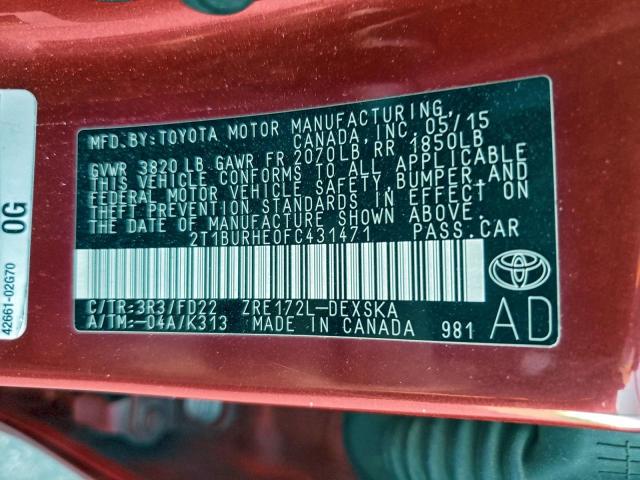 MFD.BY:TOYOTA MOTOR MANUFACTURING,
CANADA, INC. 05/15
GVWR 3820 LB GAWR FR 2070LB, RR 1850LB
THIS VEHICLE CONFORMS TO ALL APPLICABLE
FEDERAL MOTOR VEHICLE SAFETY, BUMPER, AND
THEFT PREVENTION STANDARDS IN EFFECT ON
THE DATE OF MANUFACTURE SHOWN ABOVE.
2T1BURHE0FC431471 PASS.CAR
C/TR:3R3/FD22 ZRE172L-DEXSKA
A/TM:-04A/K313 MADE IN CANADA 981
AD
0G
42661-02G70